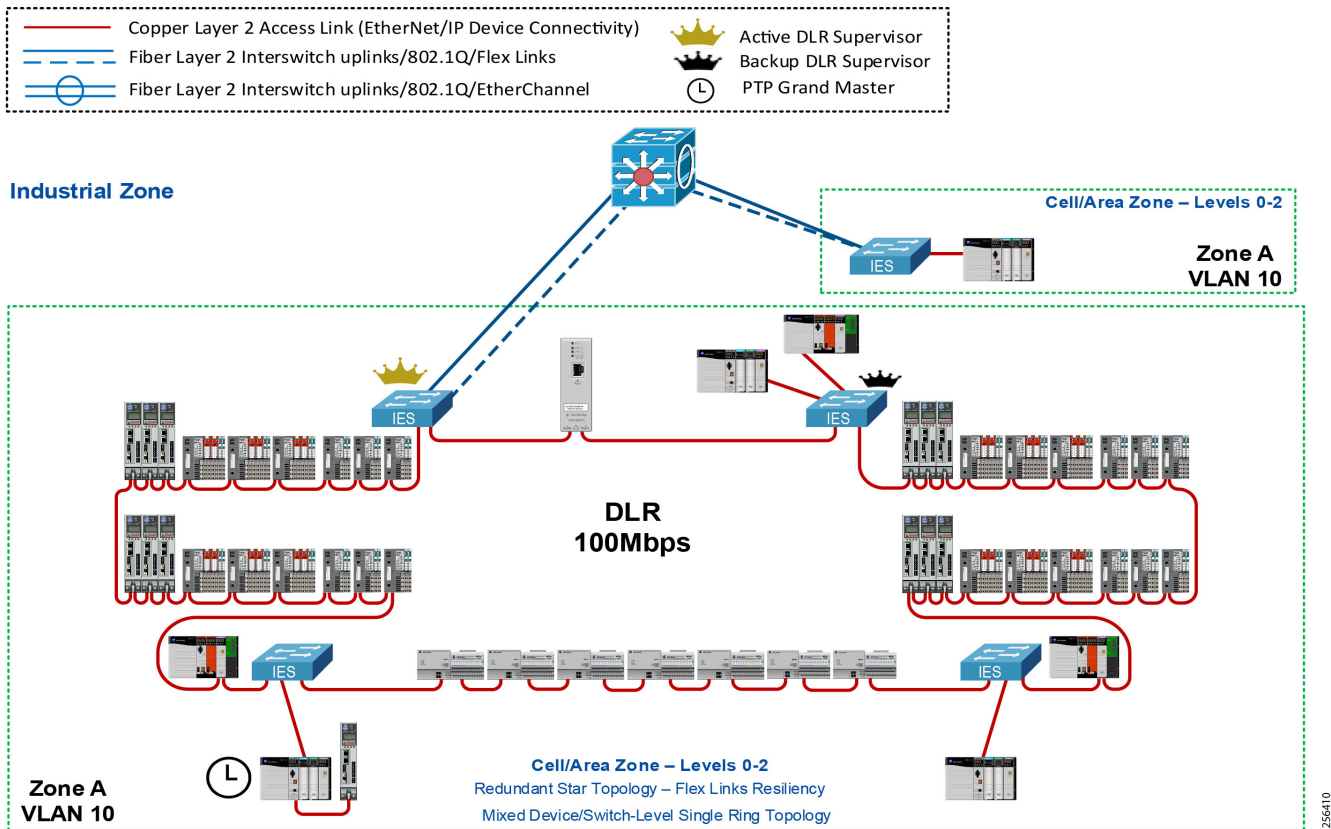 Copper Layer 2 Access Link (EtherNet/IP Device Connectivity)
Fiber Layer 2 Interswitch uplinks/802.1Q/Flex Links
Fiber Layer 2 Interswitch uplinks/802.1Q/EtherChannel
Active DLR Supervisor
Backup DLR Supervisor
PTP Grand Master
Industrial Zone
Cell/Area Zone – Levels 0-2
IES
Zone A
VLAN 10
IES
IES
DLR
100Mbps
IES
IES
Zone A
VLAN 10
Cell/Area Zone – Levels 0-2
Redundant Star Topology – Flex Links Resiliency
Mixed Device/Switch-Level Single Ring Topology
256410